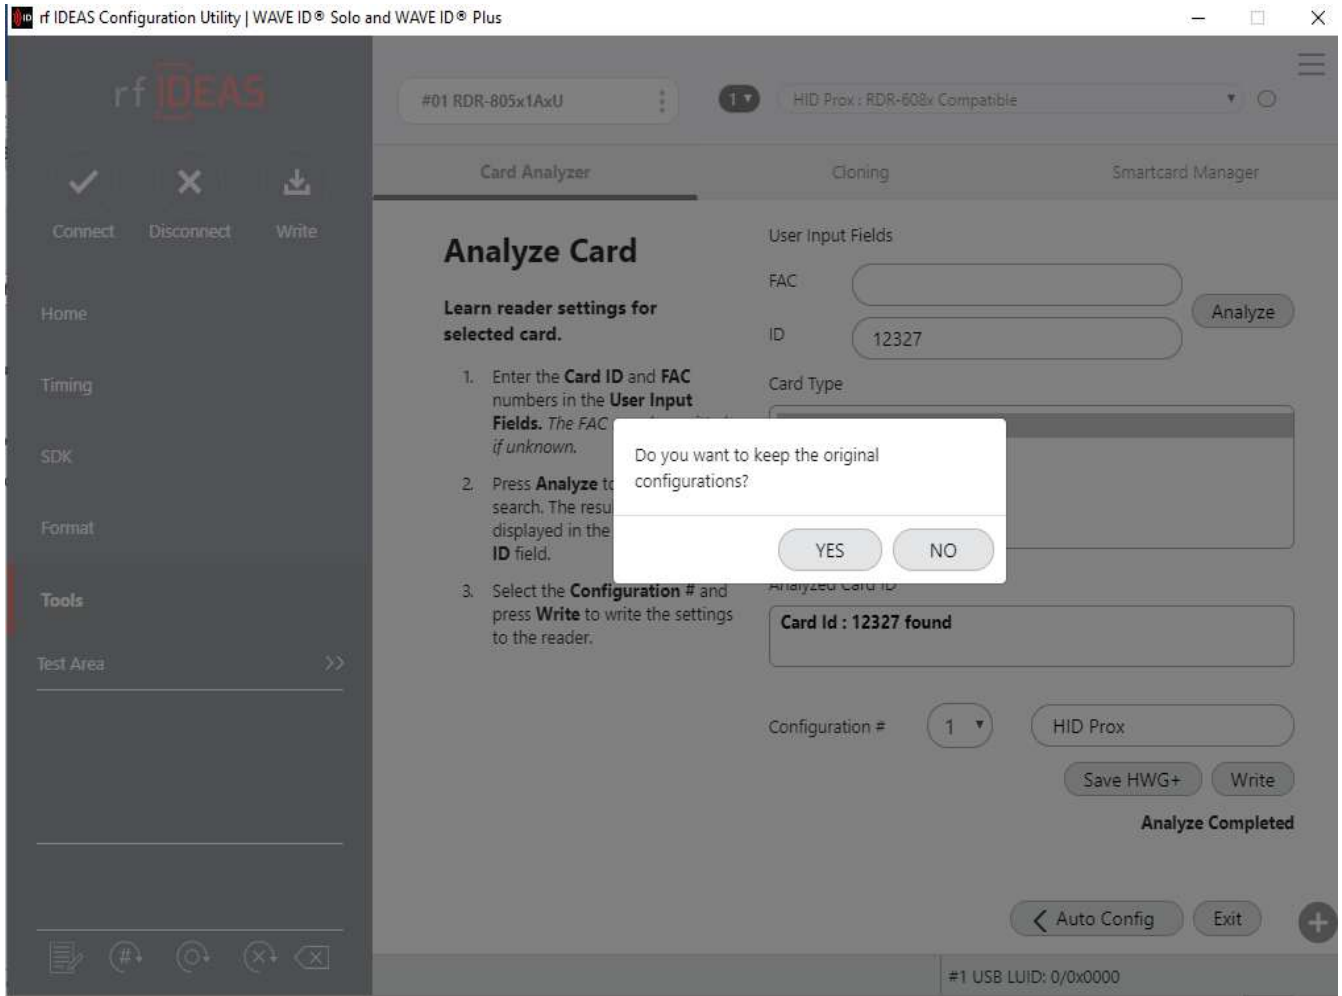 rf IDEAS Configuration Utility | WAVE ID® Solo and WAVE ID® Plus
rf IDEAS
#01 RDR-805x1AxU
1
HID Prox : RDR-608x Compatible
Connect
Disconnect
Write
Card Analyzer
Cloning
Smartcard Manager
Home
Timing
SDK
Format
Tools
Test Area >>
Analyze Card
Learn reader settings for
selected card.
1. Enter the Card ID and FAC
numbers in the User Input
Fields. The FAC
if unknown.
2. Press Analyze to
search. The resu
displayed in the
ID field.
3. Select the Configuration # and
press Write to write the settings
to the reader.
User Input Fields
FAC
ID
12327
Analyze
Card Type
Do you want to keep the original
configurations?
YES
NO
Analyzed Card ID
Card Id : 12327 found
Configuration #
1
HID Prox
Save HWG+
Write
Analyze Completed
Auto Config
Exit
#1 USB LUID: 0/0x0000